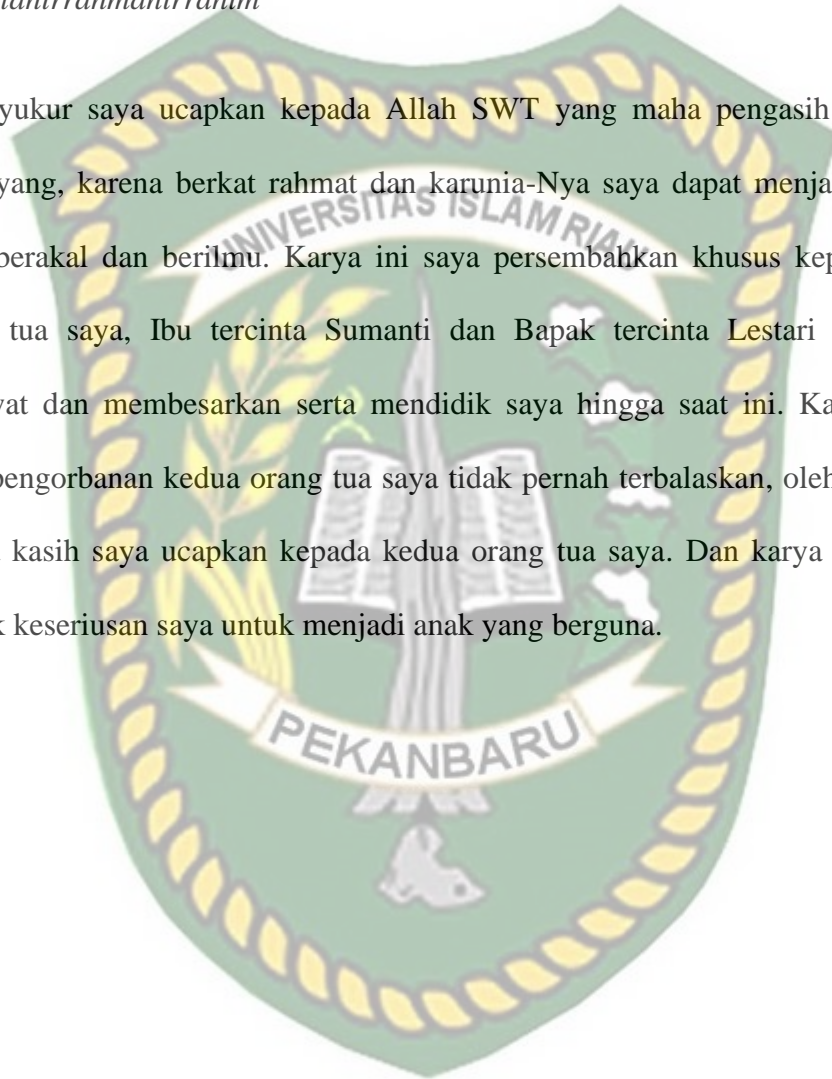 lahirrahmanirrahim
yukur saya ucapkan kepada Allah SWT yang maha pengasih
yang, karena berkat rahmat dan karunia-Nya saya dapat menja
UNIVERSITAS ISLAM RIAU
berakal dan berilmu. Karya ini saya persembahkan khusus kep
tua saya, Ibu tercinta Sumanti dan Bapak tercinta Lestari
wat dan membesarkan serta mendidik saya hingga saat ini. Ka
pengorbanan kedua orang tua saya tidak pernah terbalaskan, oleh
kasih saya ucapkan kepada kedua orang tua saya. Dan karya
k keseriusan saya untuk menjadi anak yang berguna.
PEKANBARU